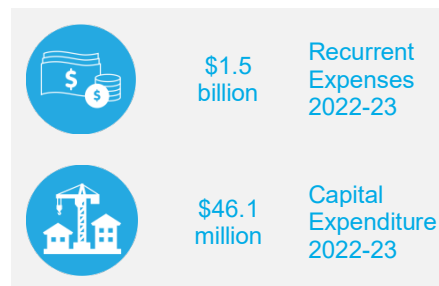 $1.5
billion
Recurrent
Expenses
2022-23
$
$
$46.1
million
Capital
Expenditure
2022-23